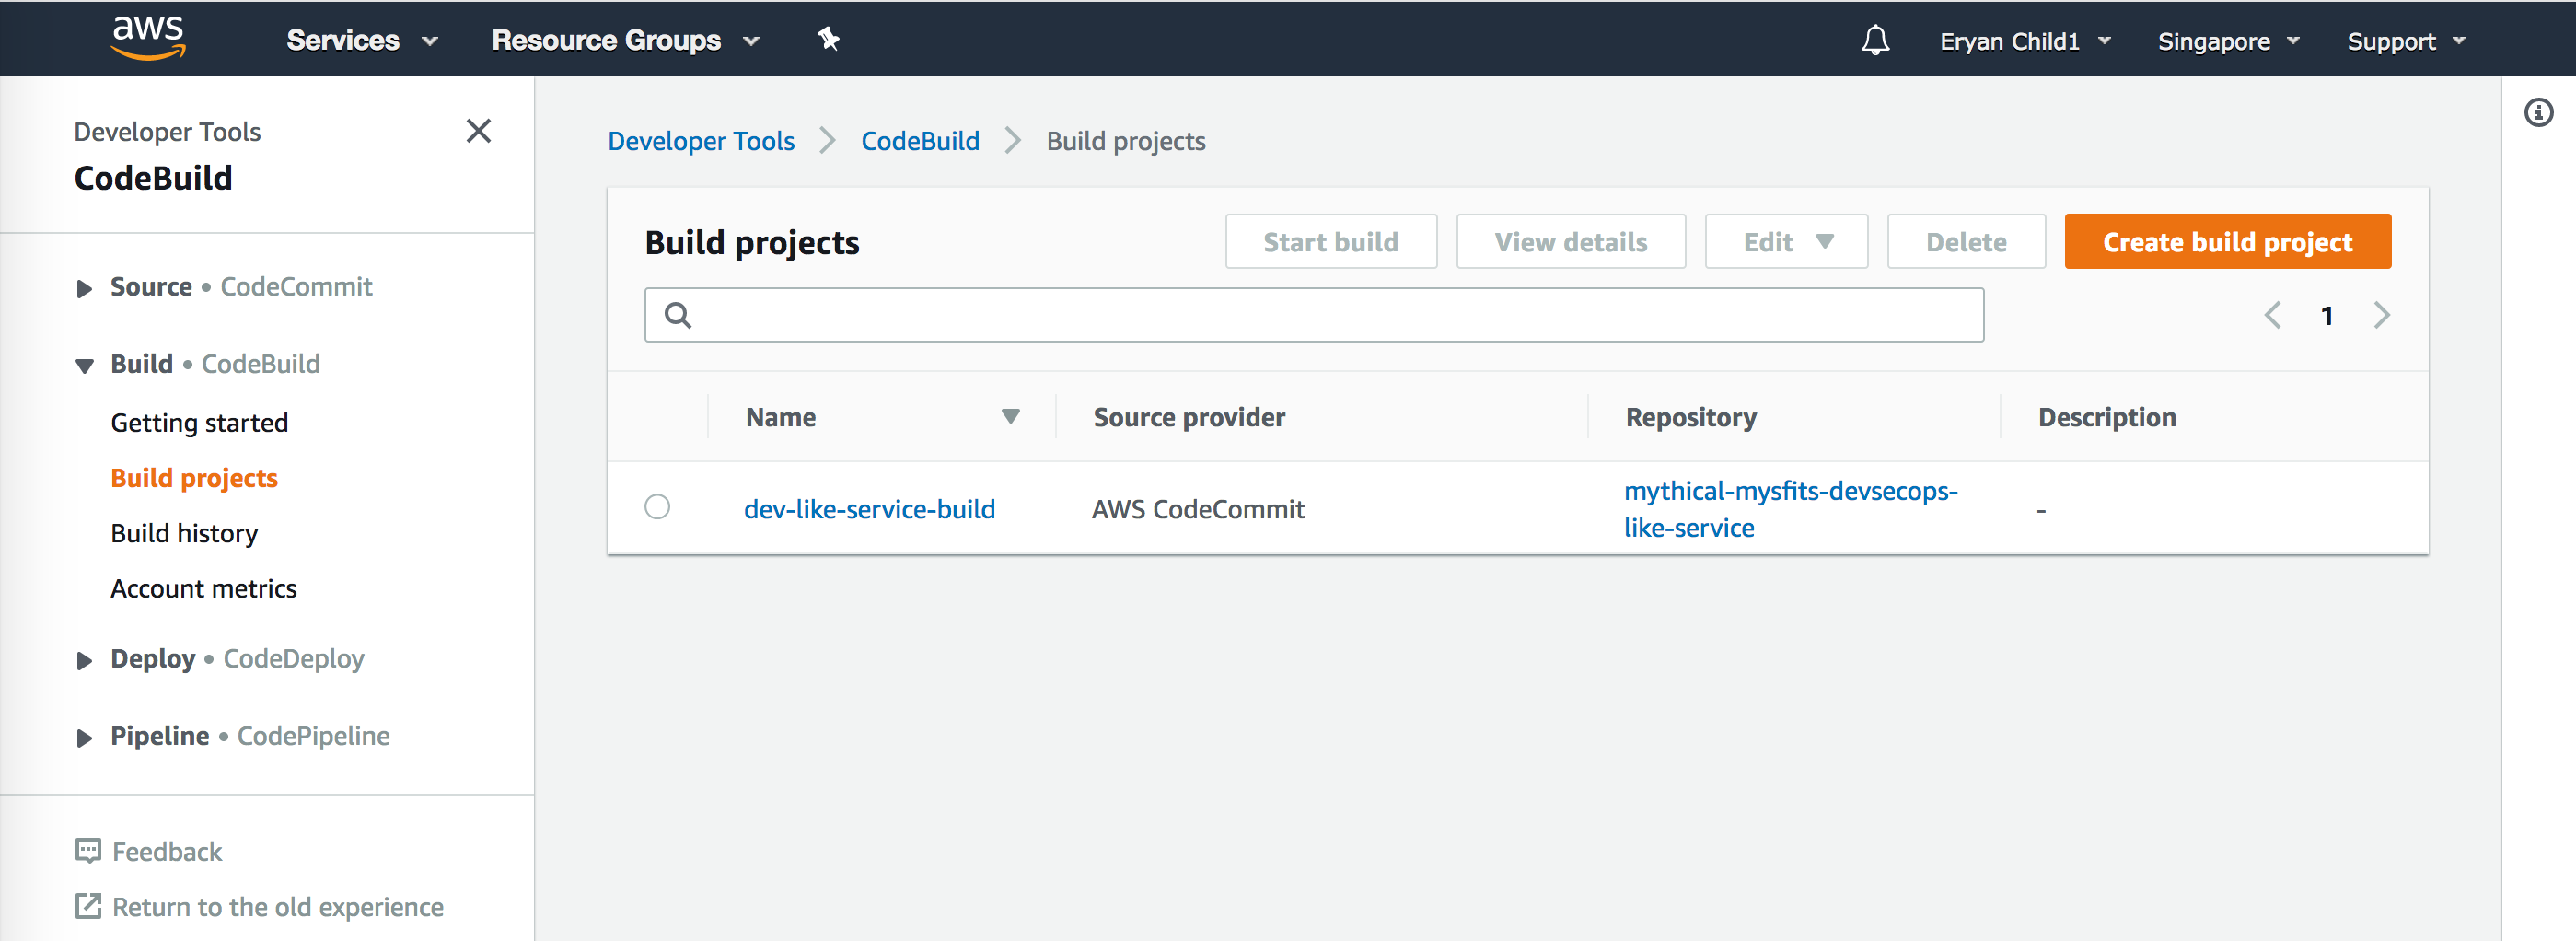 aws Services Resource Groups Eryan Child1 Singapore Support
Developer Tools
CodeBuild
Source • CodeCommit
Build • CodeBuild
Getting started
Build projects
Build history
Account metrics
Deploy • CodeDeploy
Pipeline • CodePipeline
Feedback
Return to the old experience
Developer Tools CodeBuild Build projects
Build projects Start build View details Edit Delete Create build project
1
Name Source provider Repository Description
dev-like-service-build AWS CodeCommit mythical-mysfits-devsecops-
like-service -